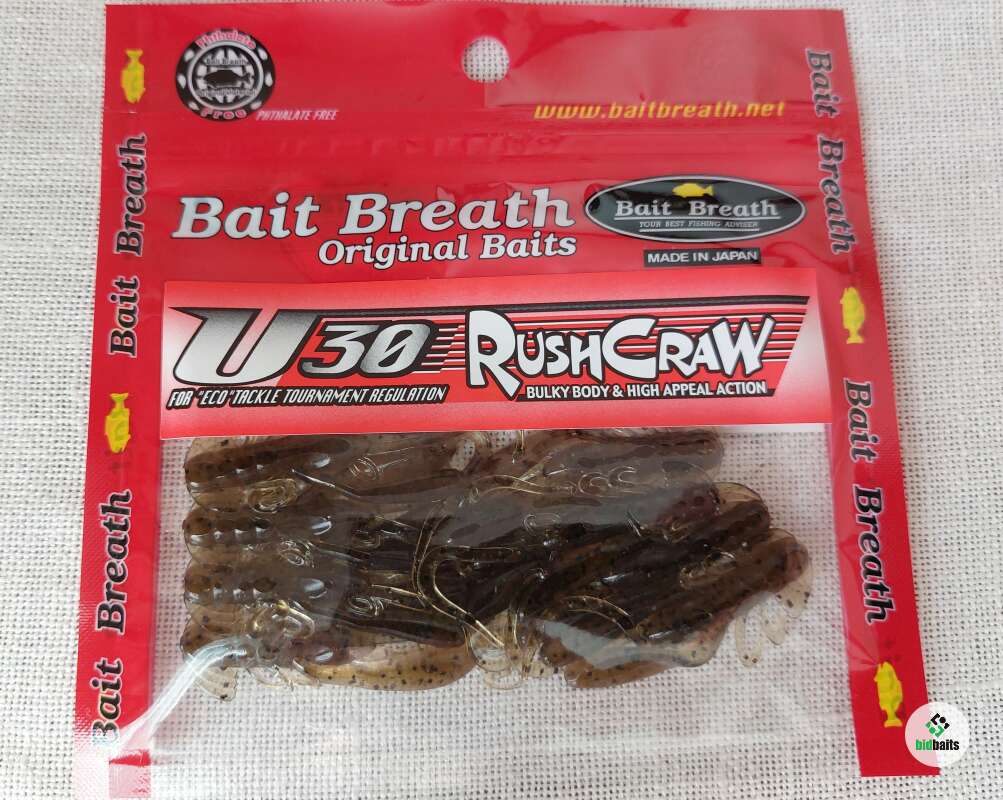 Phthalate
Bait Breath
Free
PHTHALATE FREE
www.baitbreath.net
Bait Breath
Original Baits
Bait Breath
YOUR BEST FISHING ADVISER
MADE IN JAPAN
U30 RUSHCRAW
FOR "ECO" TACKLE TOURNAMENT REGULATION
BULKY BODY & HIGH APPEAL ACTION
Bait Breath
Bait Breath
Bait Breath
Bait Breath
bidbaits